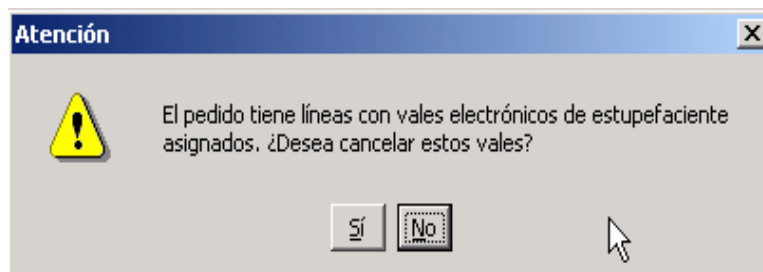 Atención
El pedido tiene líneas con vales electrónicos de estupefaciente
asignados. ¿Desea cancelar estos vales?
Sí No